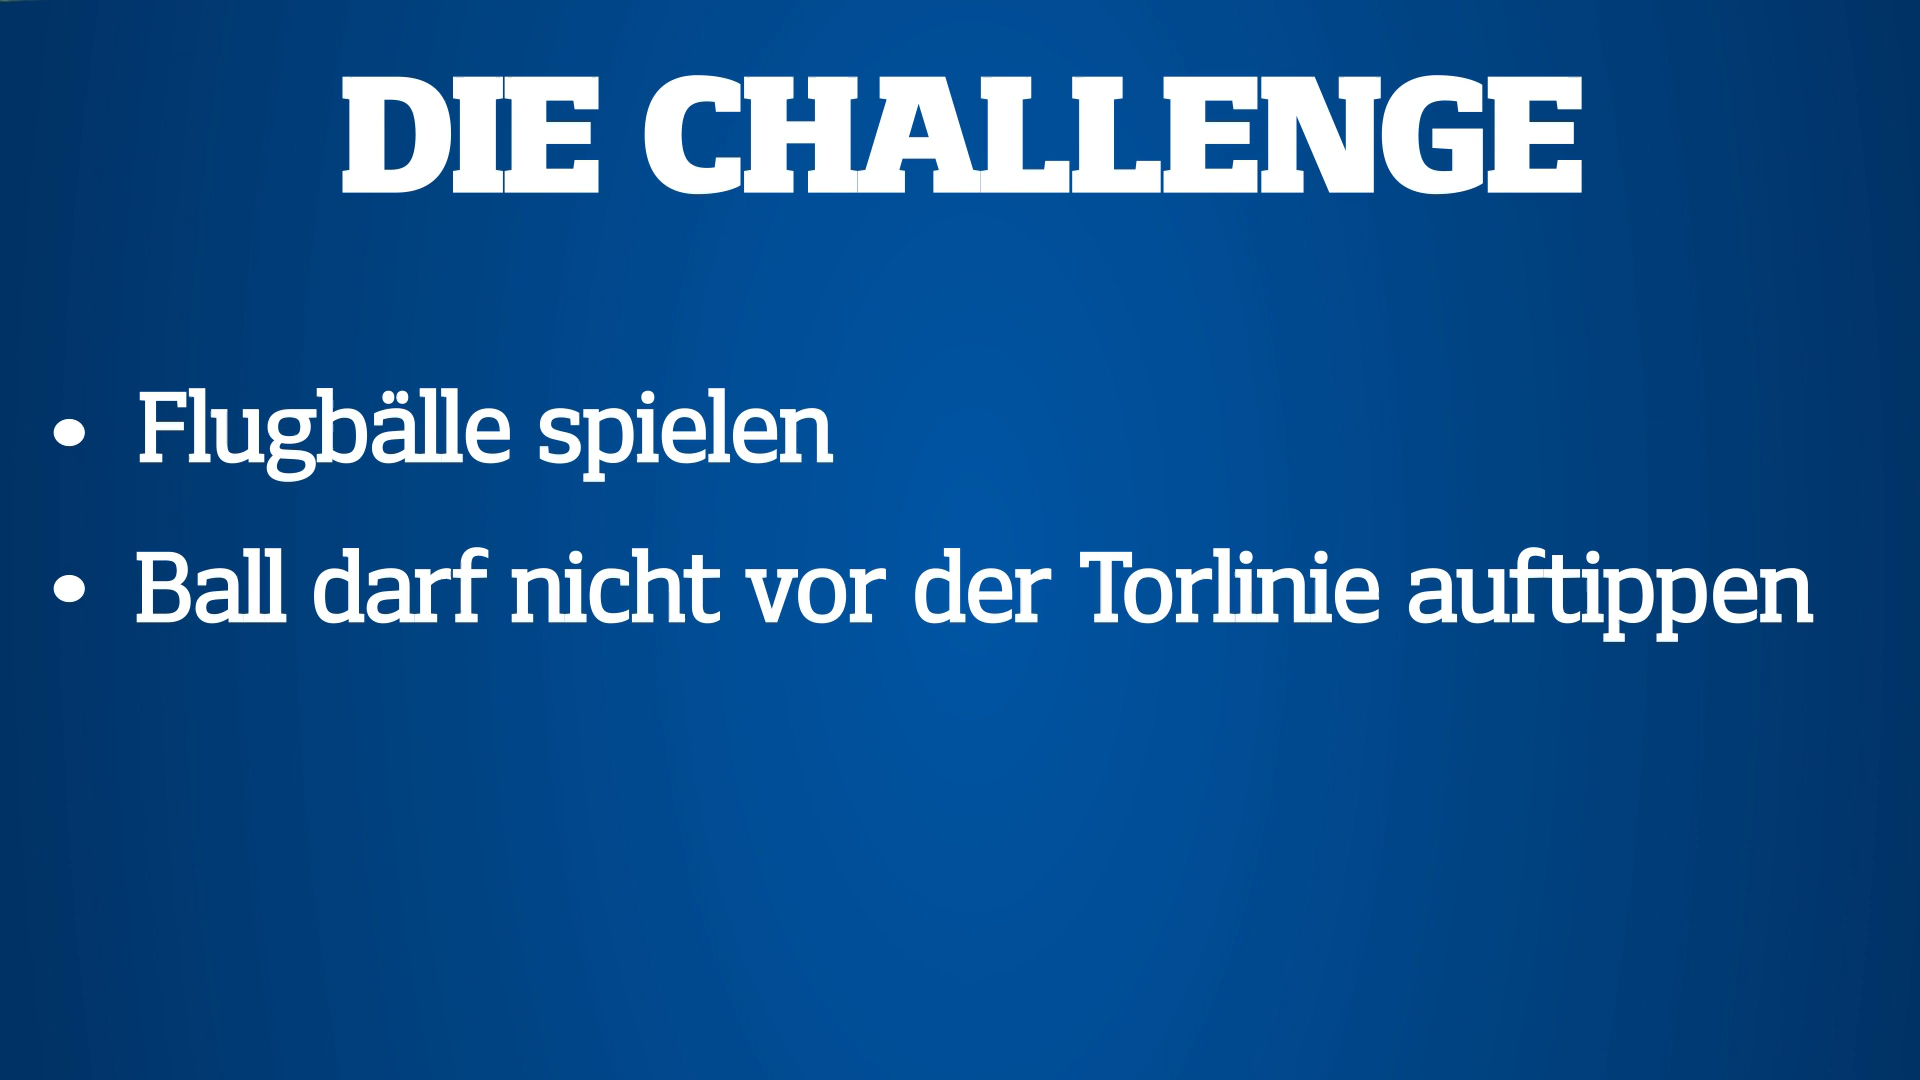 DIE CHALLENGE
• Flugbälle spielen
• Ball darf nicht vor der Torlinie auftippen